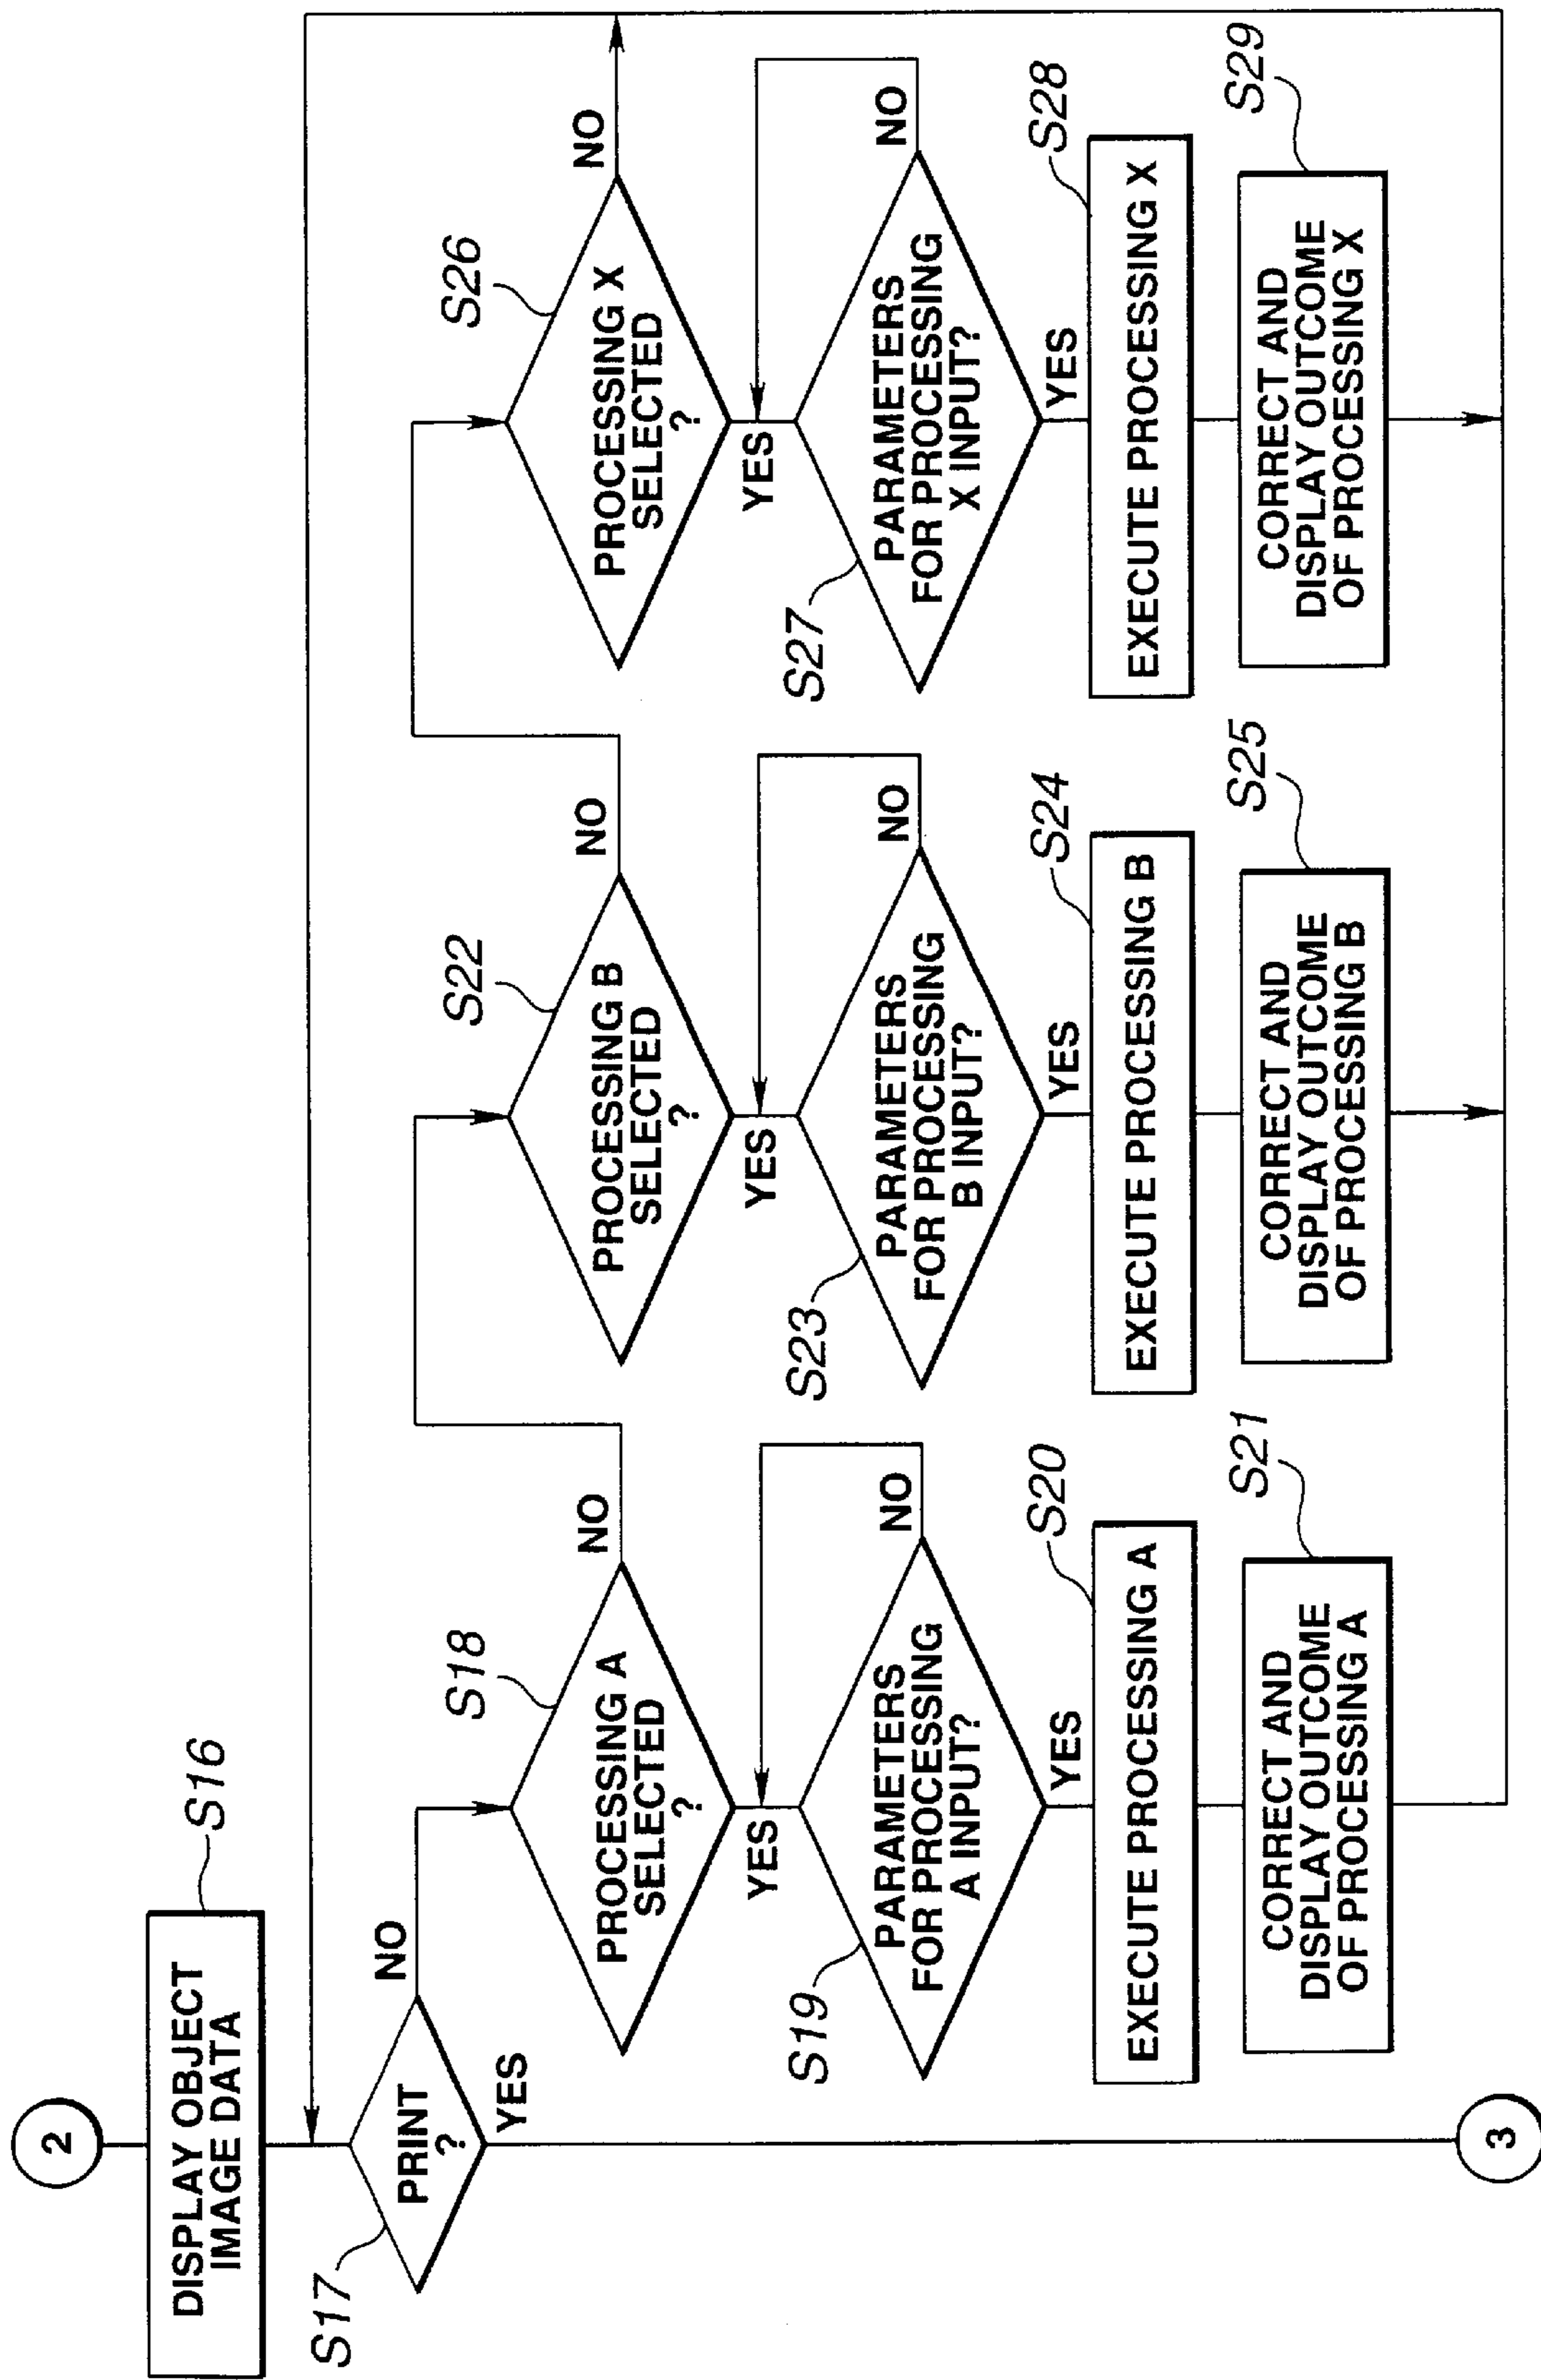 2
DISPLAY OBJECT
IMAGE DATA
S16
S17
PRINT
?
NO
YES
3
S18
PROCESSING A
SELECTED
?
NO
YES
S19
PARAMETERS
FOR PROCESSING
A INPUT?
NO
YES
S20
EXECUTE PROCESSING A
S21
CORRECT AND
DISPLAY OUTCOME
OF PROCESSING A
S22
PROCESSING B
SELECTED
?
NO
YES
S23
PARAMETERS
FOR PROCESSING
B INPUT?
NO
YES
S24
EXECUTE PROCESSING B
S25
CORRECT AND
DISPLAY OUTCOME
OF PROCESSING B
S26
PROCESSING X
SELECTED
?
NO
YES
S27
PARAMETERS
FOR PROCESSING
X INPUT?
NO
YES
S28
EXECUTE PROCESSING X
S29
CORRECT AND
DISPLAY OUTCOME
OF PROCESSING X